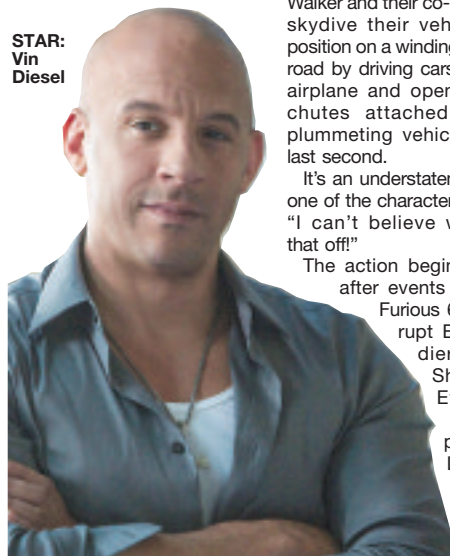 STAR:
Vin
Diesel
Walker and their co-
skydive their veh
position on a winding
road by driving cars
airplane and open
chutes attached
plummeting vehic
last second.
It's an understate
one of the character
"I can't believe w
that off!"
The action begin
after events
Furious 6
rupt B
dier
Sh
E
p